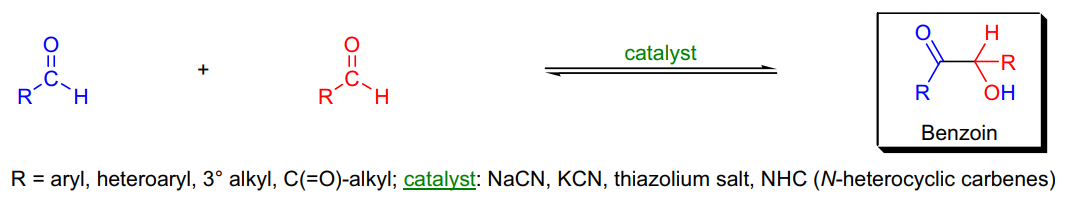 O
C
R H
+
O
C
R H
catalyst
O H
R
R OH
Benzoin
R = aryl, heteroaryl, 3° alkyl, C(=O)-alkyl; catalyst: NaCN, KCN, thiazolium salt, NHC (N-heterocyclic carbenes)